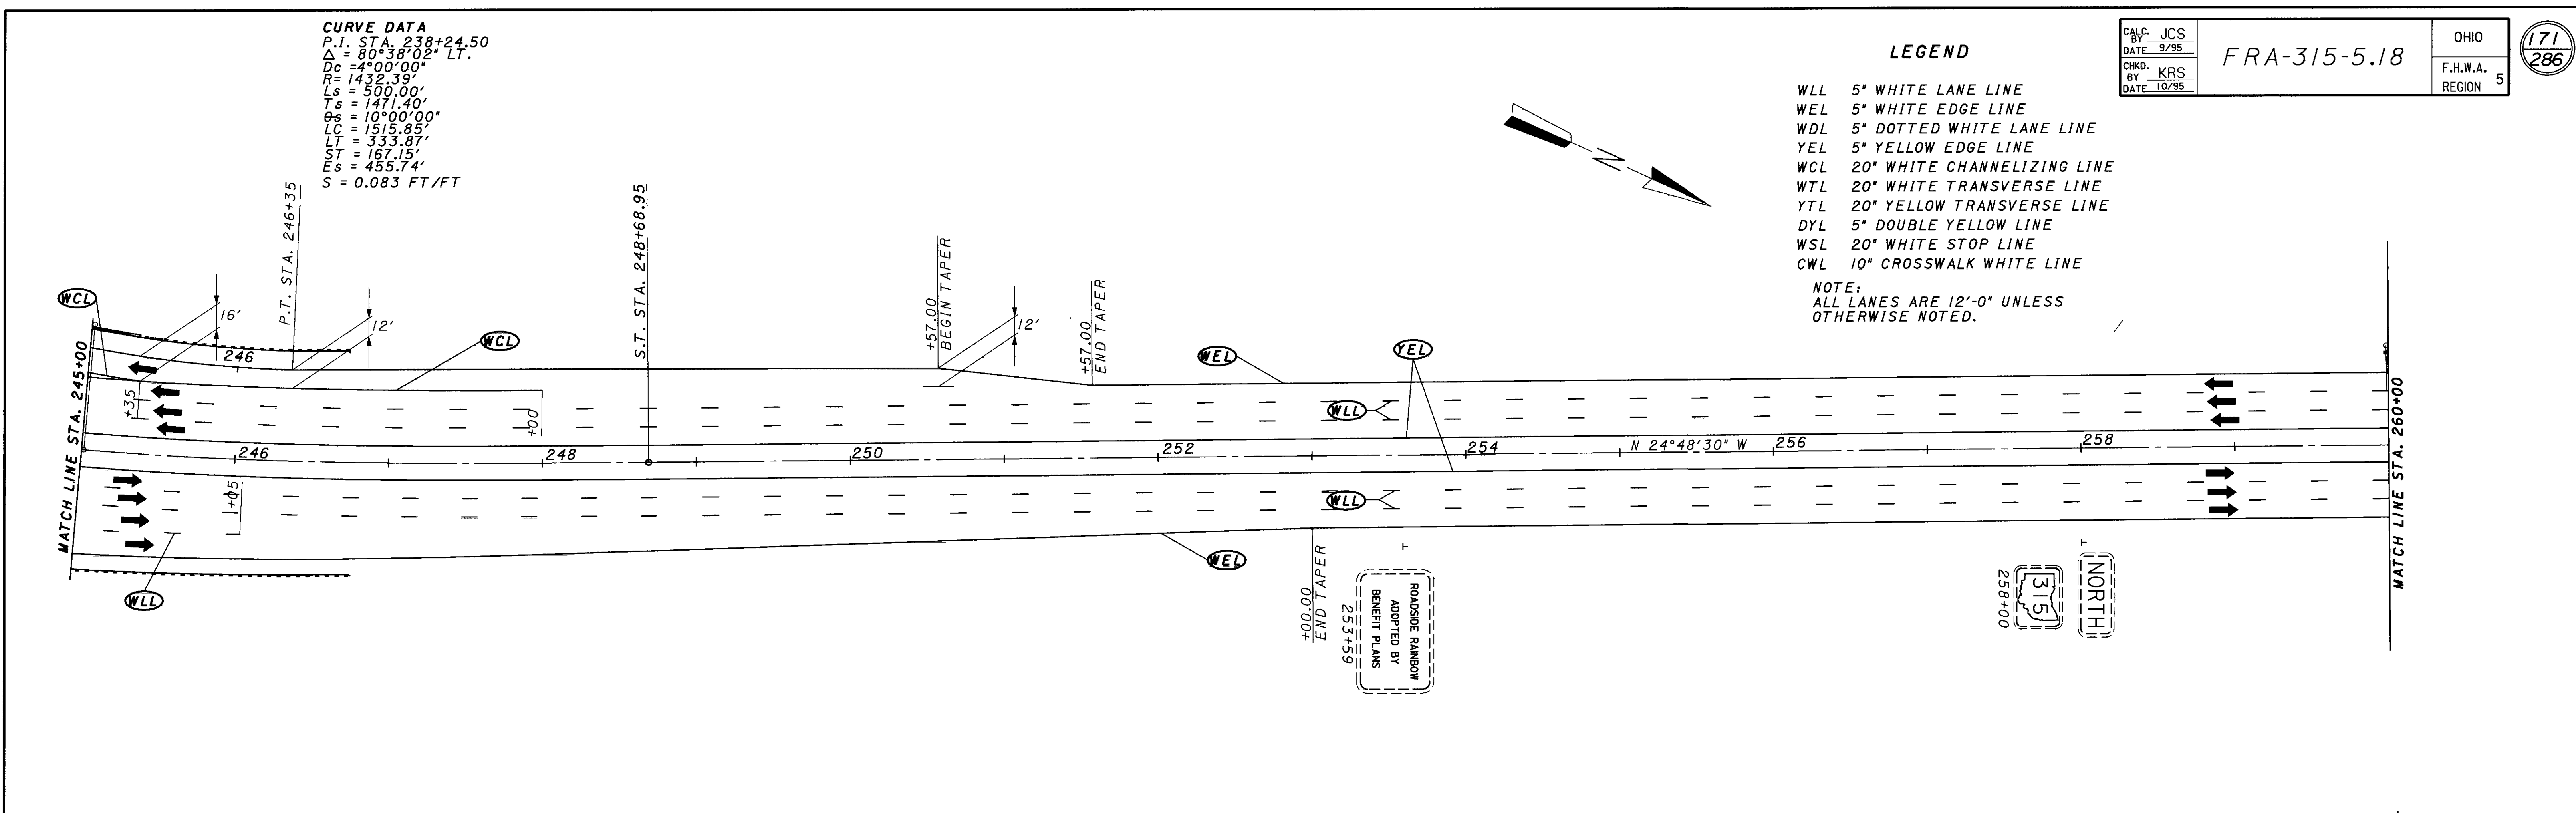 CURVE DATA
P.I. STA. 238+24.50
Δ = 80°38'02" LT.
Dc =4°00'00"
R= 1432.39'
Ls = 500.00'
Ts = 1471.40'
θs = 10°00'00"
LC = 1515.85'
LT = 333.87'
ST = 167.15'
Es = 455.74'
S = 0.083 FT/FT
LEGEND
WLL 5" WHITE LANE LINE
WEL 5" WHITE EDGE LINE
WDL 5" DOTTED WHITE LANE LINE
YEL 5" YELLOW EDGE LINE
WCL 20" WHITE CHANNELIZING LINE
WTL 20" WHITE TRANSVERSE LINE
YTL 20" YELLOW TRANSVERSE LINE
DYL 5" DOUBLE YELLOW LINE
WSL 20" WHITE STOP LINE
CWL 10" CROSSWALK WHITE LINE
NOTE:
ALL LANES ARE 12'-0" UNLESS
OTHERWISE NOTED.
CALC. BY JCS
DATE 9/95
CHKD. BY KRS
DATE 10/95
FRA-315-5.18
OHIO
F.H.W.A.
REGION 5
171
286
N
MATCH LINE STA. 245+00
WCL
16'
P.T. STA. 246+35
12'
WCL
S.T. STA. 248+68.95
+57.00
BEGIN TAPER
12'
+57.00
END TAPER
WEL
YEL
246
+35
+00
WLL
246
248
250
252
254
N 24°48'30" W
256
258
+05
WLL
WLL
WEL
+00.00
END TAPER
ROADSIDE RAINBOW
ADOPTED BY
BENEFIT PLANS
253+59
NORTH
315
258+00
MATCH LINE STA. 260+00